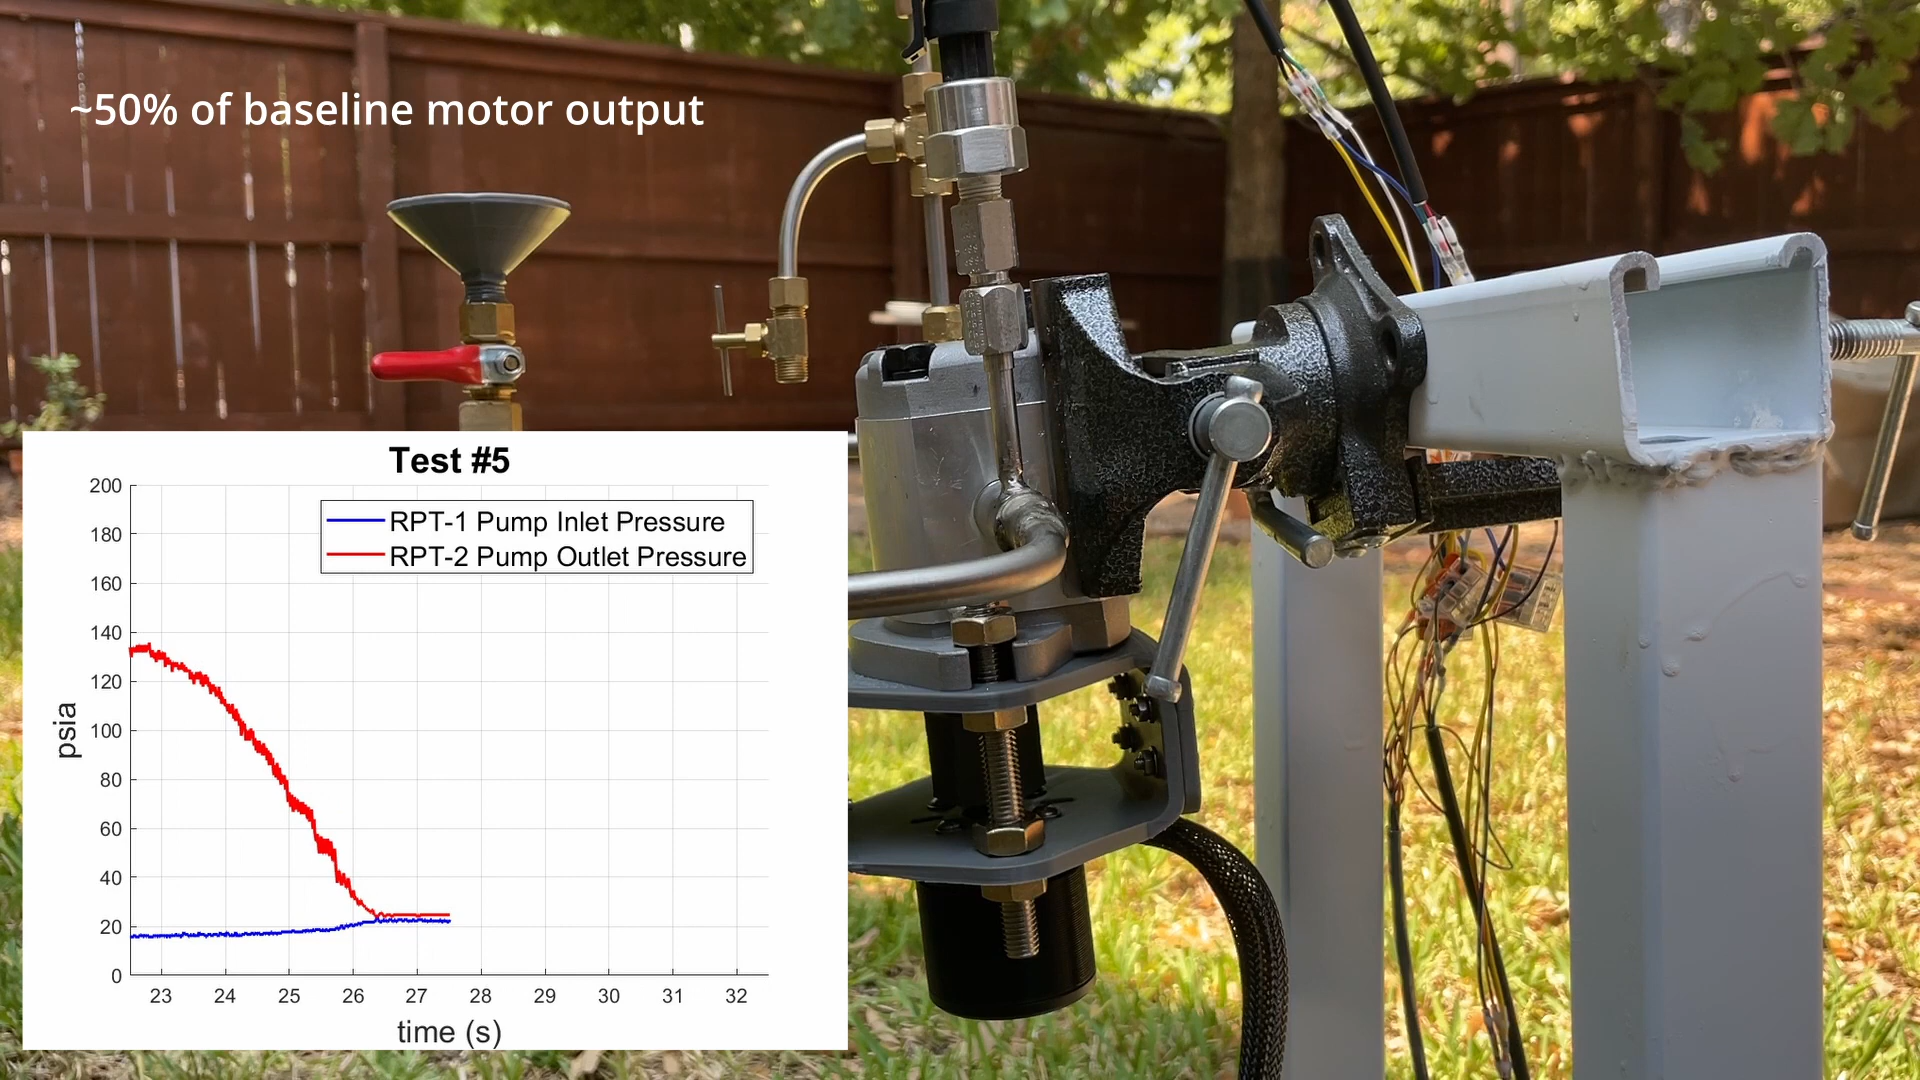 ~50% of baseline motor output
Test #5
RPT-1 Pump Inlet Pressure
RPT-2 Pump Outlet Pressure
psia
200
180
160
140
120
100
80
60
40
20
0
23 24 25 26 27 28 29 30 31 32
time (s)